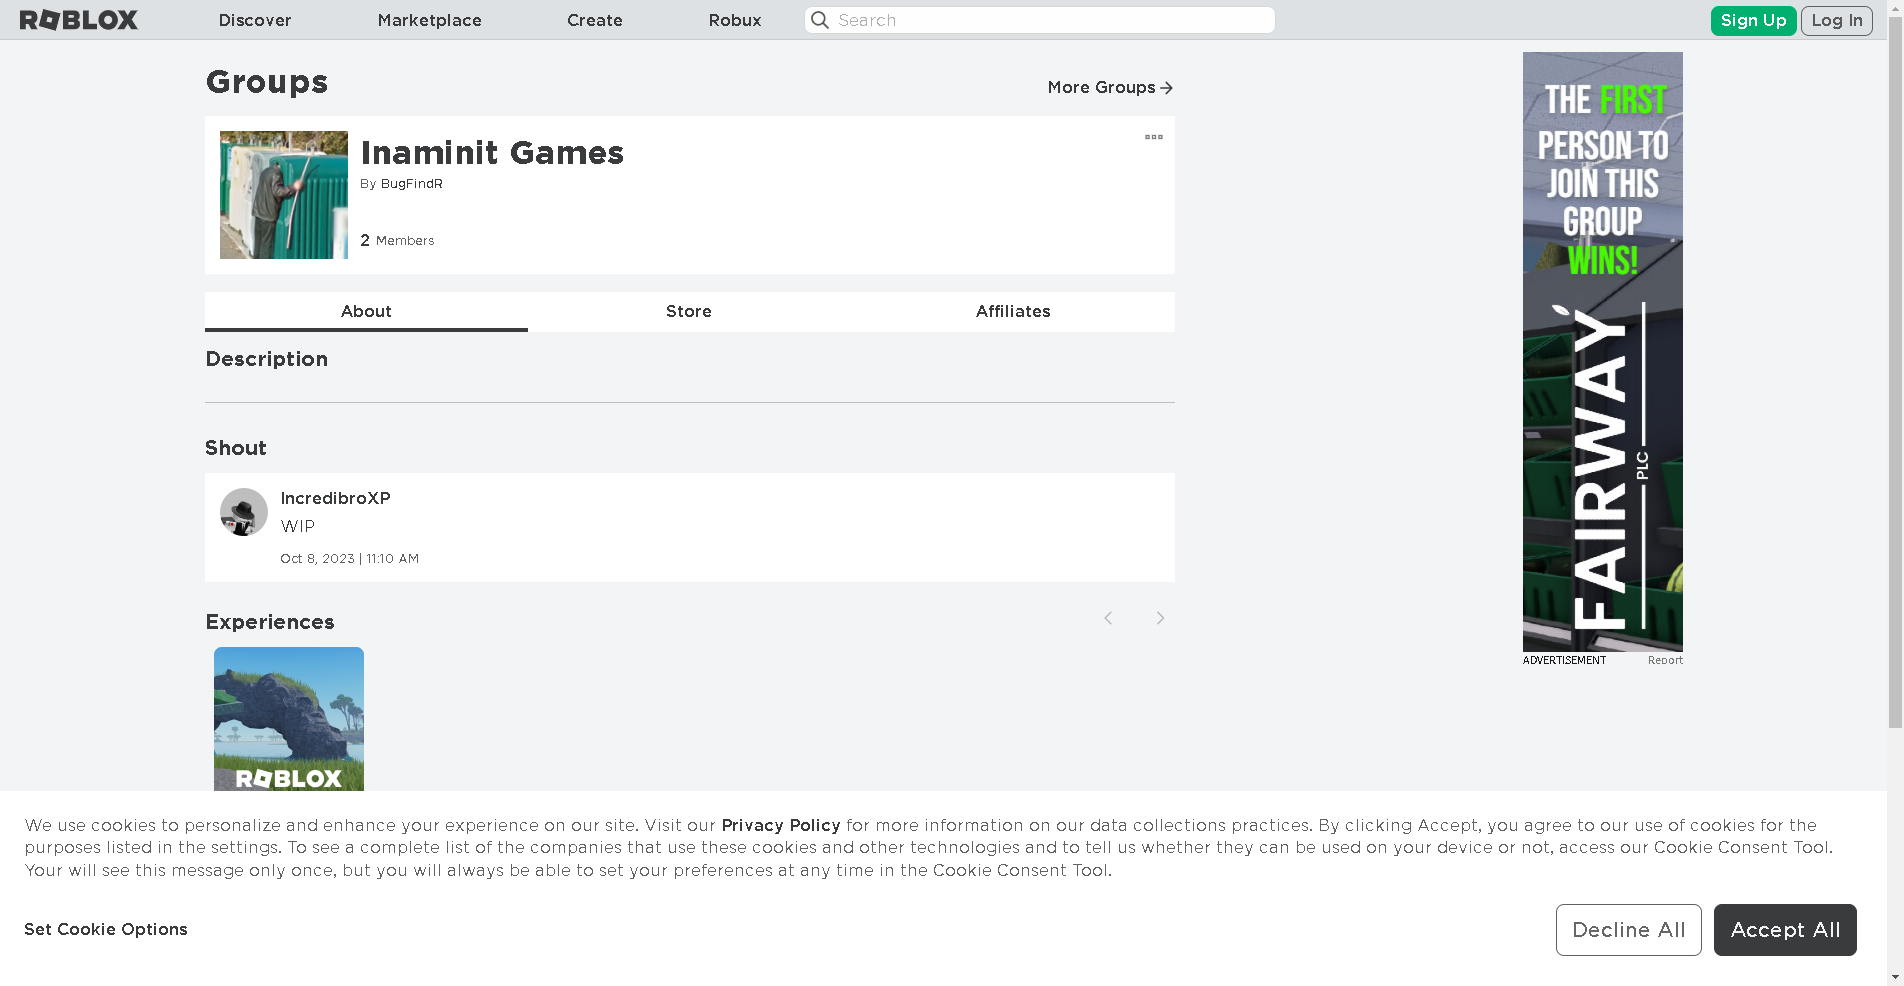 ROBLOX Discover Marketplace Create Robux Search Sign Up Log In
Groups
More Groups
Inaminit Games
By BugFindR
2 Members
About Store Affiliates
Description
Shout
IncredibroXP
WIP
Oct 8, 2023 | 11:10 AM
Experiences
ROBLOX
THE FIRST
PERSON TO
JOIN THIS
GROUP
WINS!
FAIRWAY
PLC
ADVERTISEMENT Report
We use cookies to personalize and enhance your experience on our site. Visit our Privacy Policy for more information on our data collections practices. By clicking Accept, you agree to our use of cookies for the
purposes listed in the settings. To see a complete list of the companies that use these cookies and other technologies and to tell us whether they can be used on your device or not, access our Cookie Consent Tool.
Your will see this message only once, but you will always be able to set your preferences at any time in the Cookie Consent Tool.
Set Cookie Options
Decline All
Accept All